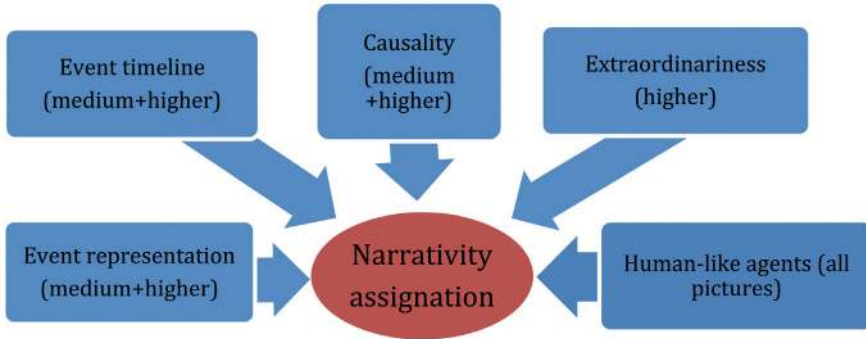 Event timeline
(medium+higher)
Causality
(medium
+higher)
Extraordinariness
(higher)
Event representation
(medium+higher)
Narrativity
assignation
Human-like agents (all
pictures)